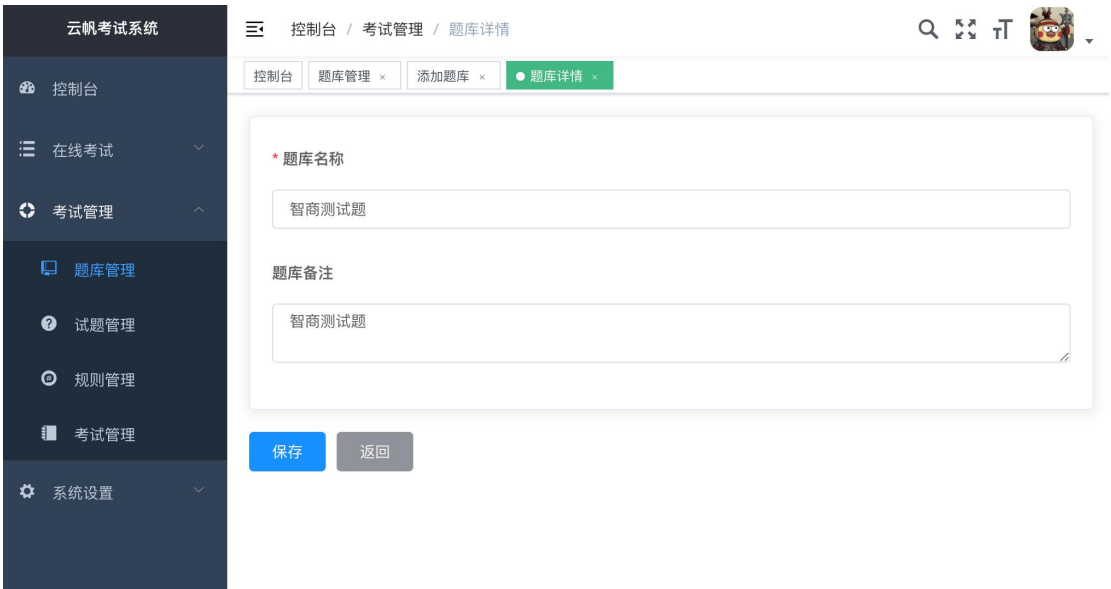 云帆考试系统
控制台 / 考试管理 / 题库详情
控制台 题库管理 × 添加题库 × 题库详情 ×
控制台
在线考试
考试管理
题库管理
试题管理
规则管理
考试管理
系统设置
* 题库名称
智商测试题
题库备注
智商测试题
保存 返回